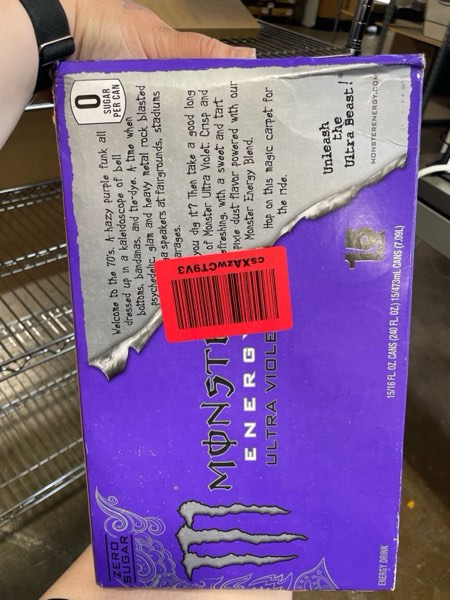 0
SUGAR
PER CAN
Welcome to the 70's. A hazy purple funk all
dressed up in a kaleidoscope of bell
bottoms, bandanas, and tie-dye. A time when
psychedelic, glam and heavy metal rock blasted
speakers at fairgrounds, stadiums
garages.
you dig it? Then take a good long
of Monster Ultra Violet. Crisp and
freshing, with a sweet and tart
pixie dust flavor powered with our
Monster Energy Blend.
Hop on this magic carpet for
the ride.
Unleash
the
Ultra Beast!
MONSTERENERGY.COM
csXAzwCT9V3
MONST
ENERGY
ULTRA VIOLE
15
15/16 FL. OZ. CANS (240 FL. OZ.) 15/473mL CANS (7.09L)
ZERO
SUGAR
ENERGY DRINK